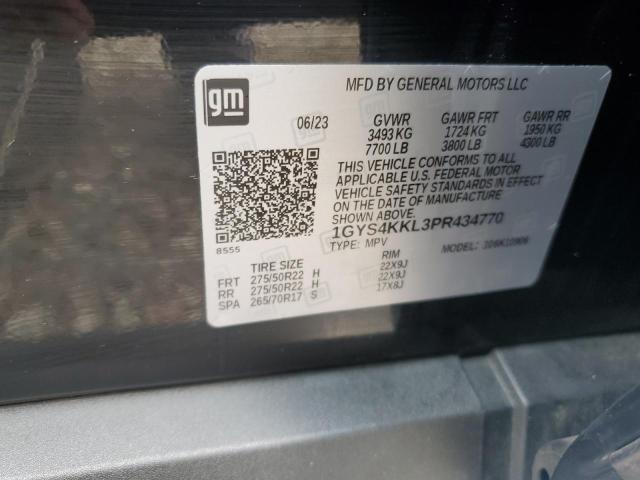 gm
MFD BY GENERAL MOTORS LLC
06/23 GVWR GAWR FRT GAWR RR
3493 KG 1724 KG 1950 KG
7700 LB 3800 LB 4300 LB
THIS VEHICLE CONFORMS TO ALL
APPLICABLE U.S. FEDERAL MOTOR
VEHICLE SAFETY STANDARDS IN EFFECT
ON THE DATE OF MANUFACTURE
SHOWN ABOVE.
1GYS4KKL3PR434770
8555
TYPE: MPV MODEL:
TIRE SIZE RIM
FRT 275/50R22 H 22X9J
RR 275/50R22 H 22X9J
SPA 265/70R17 S 17X8J